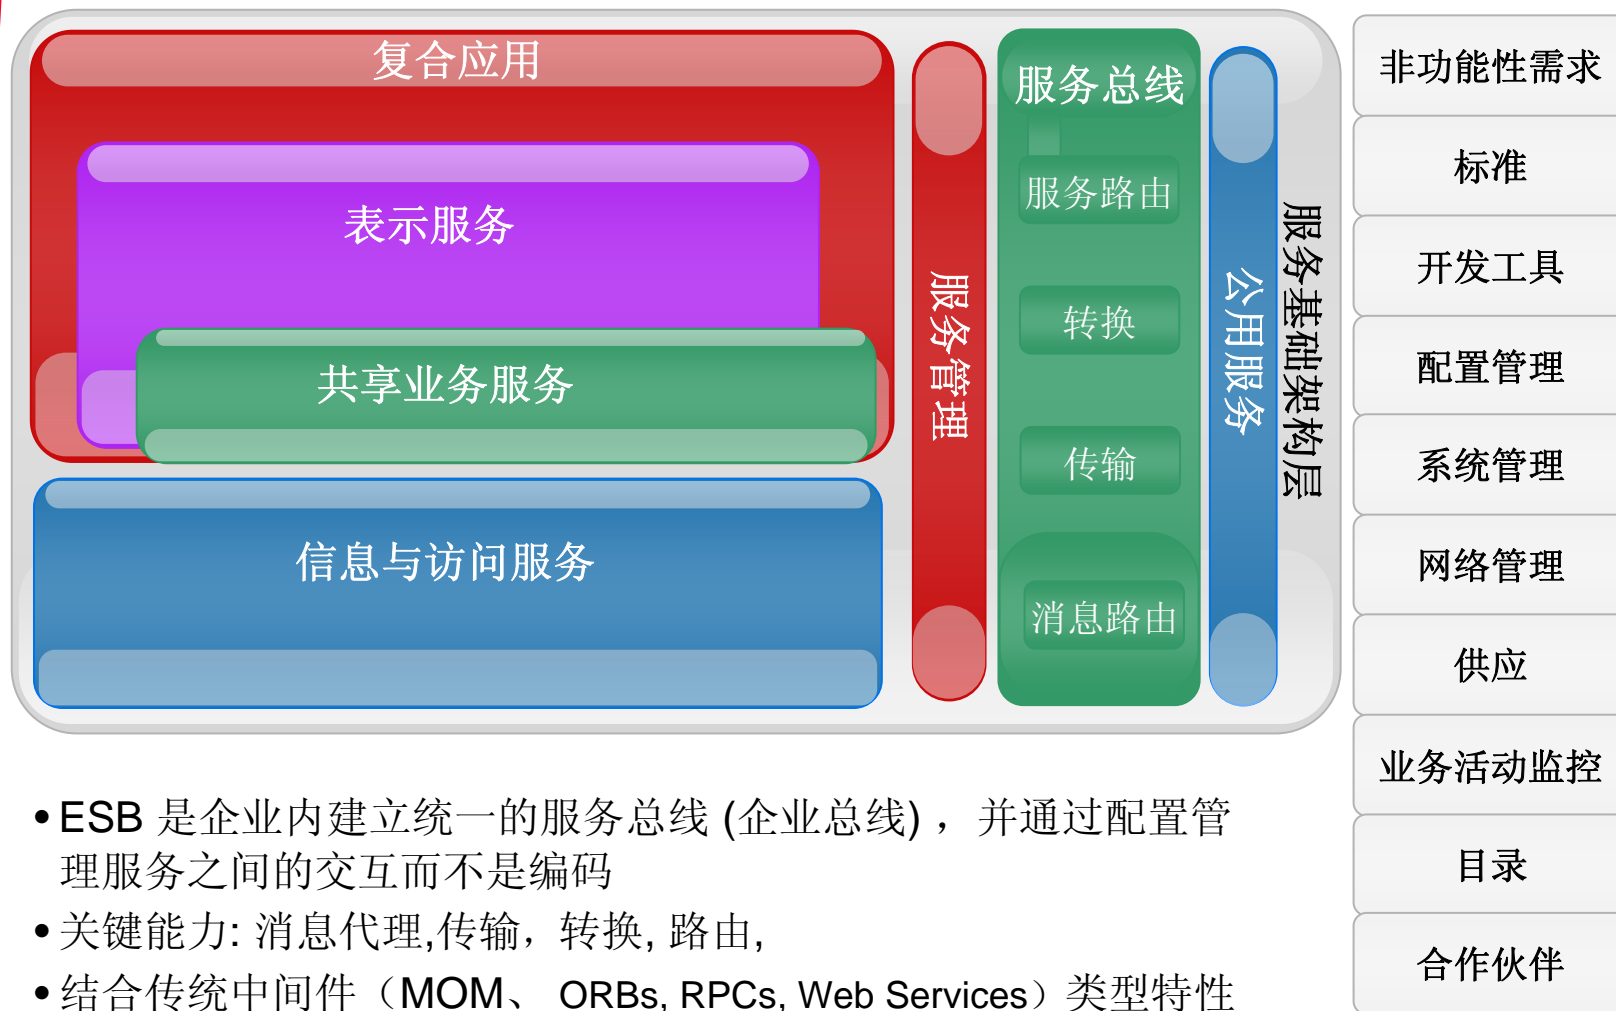 复合应用
表示服务
共享业务服务
信息与访问服务
服务管理
服务总线
服务路由
转换
传输
消息路由
公用服务
服务基础架构层
非功能性需求
标准
开发工具
配置管理
系统管理
网络管理
供应
业务活动监控
目录
合作伙伴
•ESB 是企业内建立统一的服务总线 (企业总线) ，并通过配置管
理服务之间的交互而不是编码
•关键能力: 消息代理,传输，转换, 路由,
•结合传统中间件（MOM、 ORBs, RPCs, Web Services）类型特性